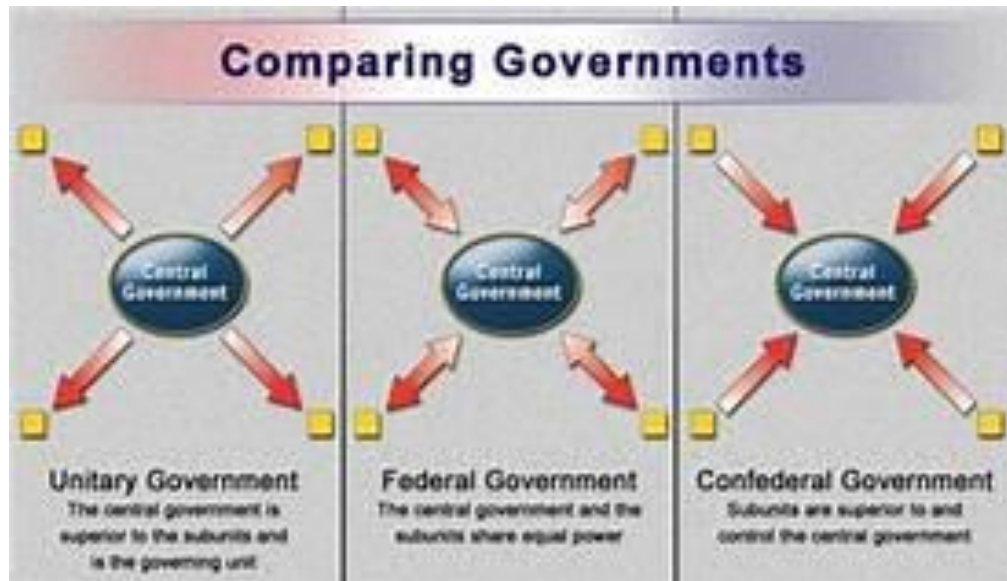 Comparing Governments
Central
Government
Unitary Government
The central government is
superior to the subunits and
is the governing unit
Central
Government
Federal Government
The central government and the
subunits share equal power
Central
Government
Confederal Government
Subunits are superior to and
control the central government